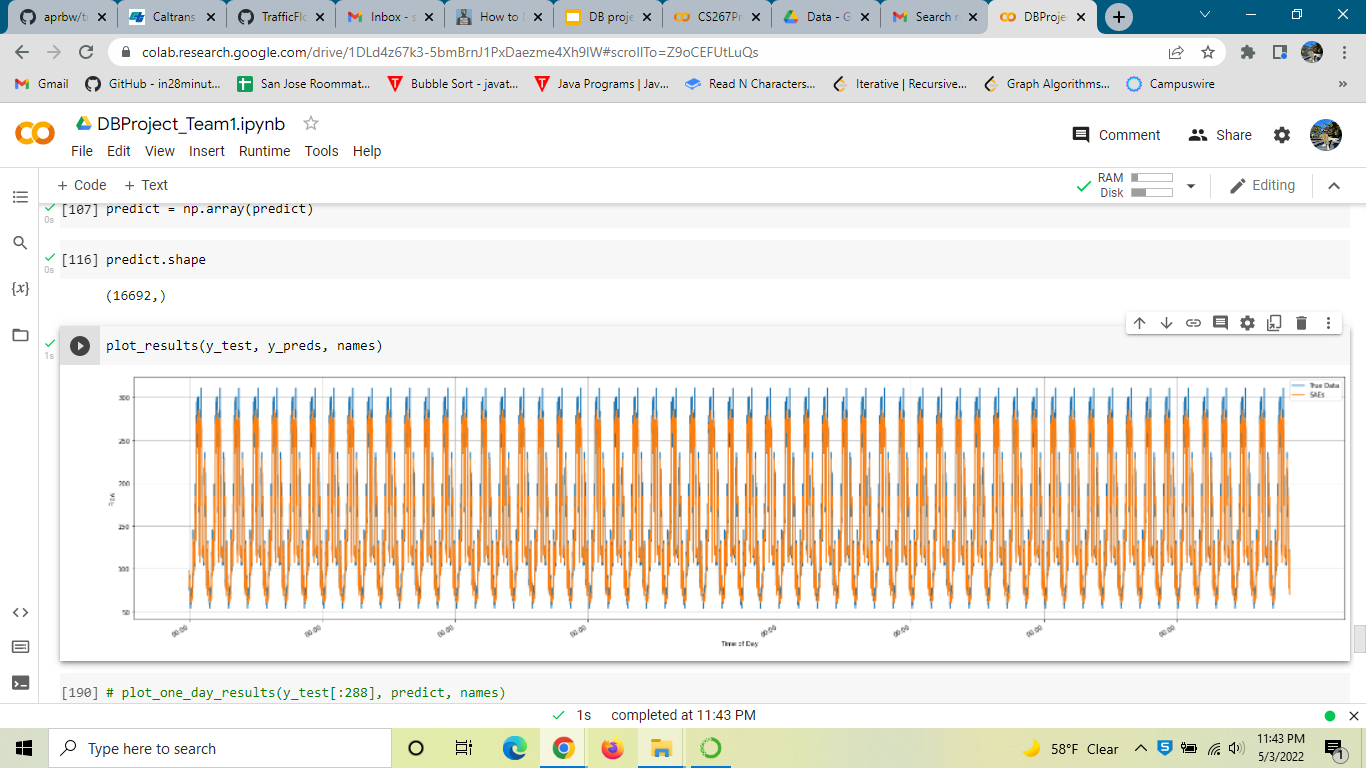 aprbw/tr
Caltrans
TrafficFl
Inbox - s
How to
DB proje
CS267Pr
Data - G
Search r
DBProje
colab.research.google.com/drive/1DLd4z67k3-5bmBrnJ1PxDaezme4Xh9lW#scrollTo=Z9oCEFUtLuQs
Gmail
GitHub - in28minut...
San Jose Roommat...
Bubble Sort - javat...
Java Programs | Jav...
Read N Characters...
Iterative | Recursive...
Graph Algorithms...
Campuswire
»
DBProject_Team1.ipynb
Comment
Share
File Edit View Insert Runtime Tools Help
+ Code + Text
RAM
Disk
Editing
[107] predict = np.array(predict)
0s
[116] predict.shape
0s
(16692,)
plot_results(y_test, y_preds, names)
1s
True Data
SAEs
300
250
200
250
100
50
Flow
00:00 00:00 00:00 00:00 00:00 00:00 00:00 00:00
Time of Day
{x}
[190] # plot_one_day_results(y_test[:288], predict, names)
1s completed at 11:43 PM
Type here to search
58°F Clear
11:43 PM
5/3/2022
1